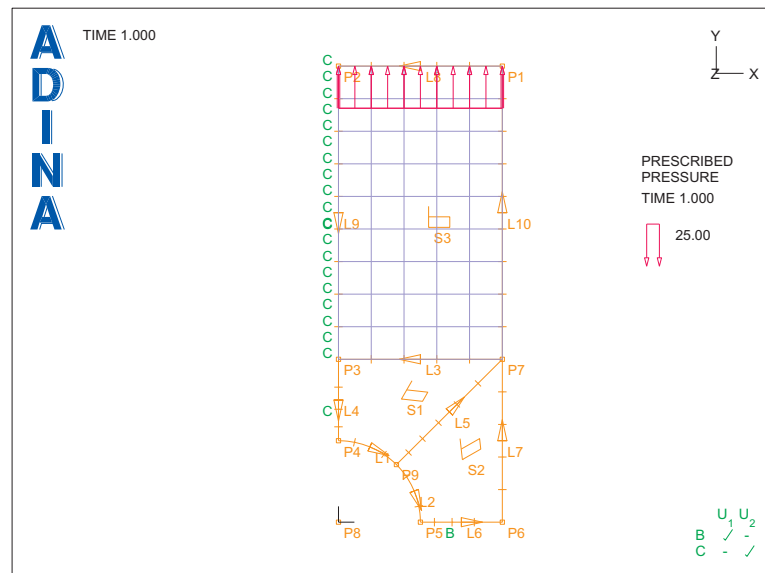 ADINA
TIME 1.000
Y
Z X
C
C P2 L8 P1
C
C
C
C
C
C
C
C
C L9 L10
C S3
C
C
C
C
C
C
C
P3 L3 P7
C L4 S1 L5
P4 L1 P9 S2 L7
L2
P8 P5 B L6 P6
PRESCRIBED
PRESSURE
TIME 1.000
25.00
U1 U2
B ✓ -
C - ✓